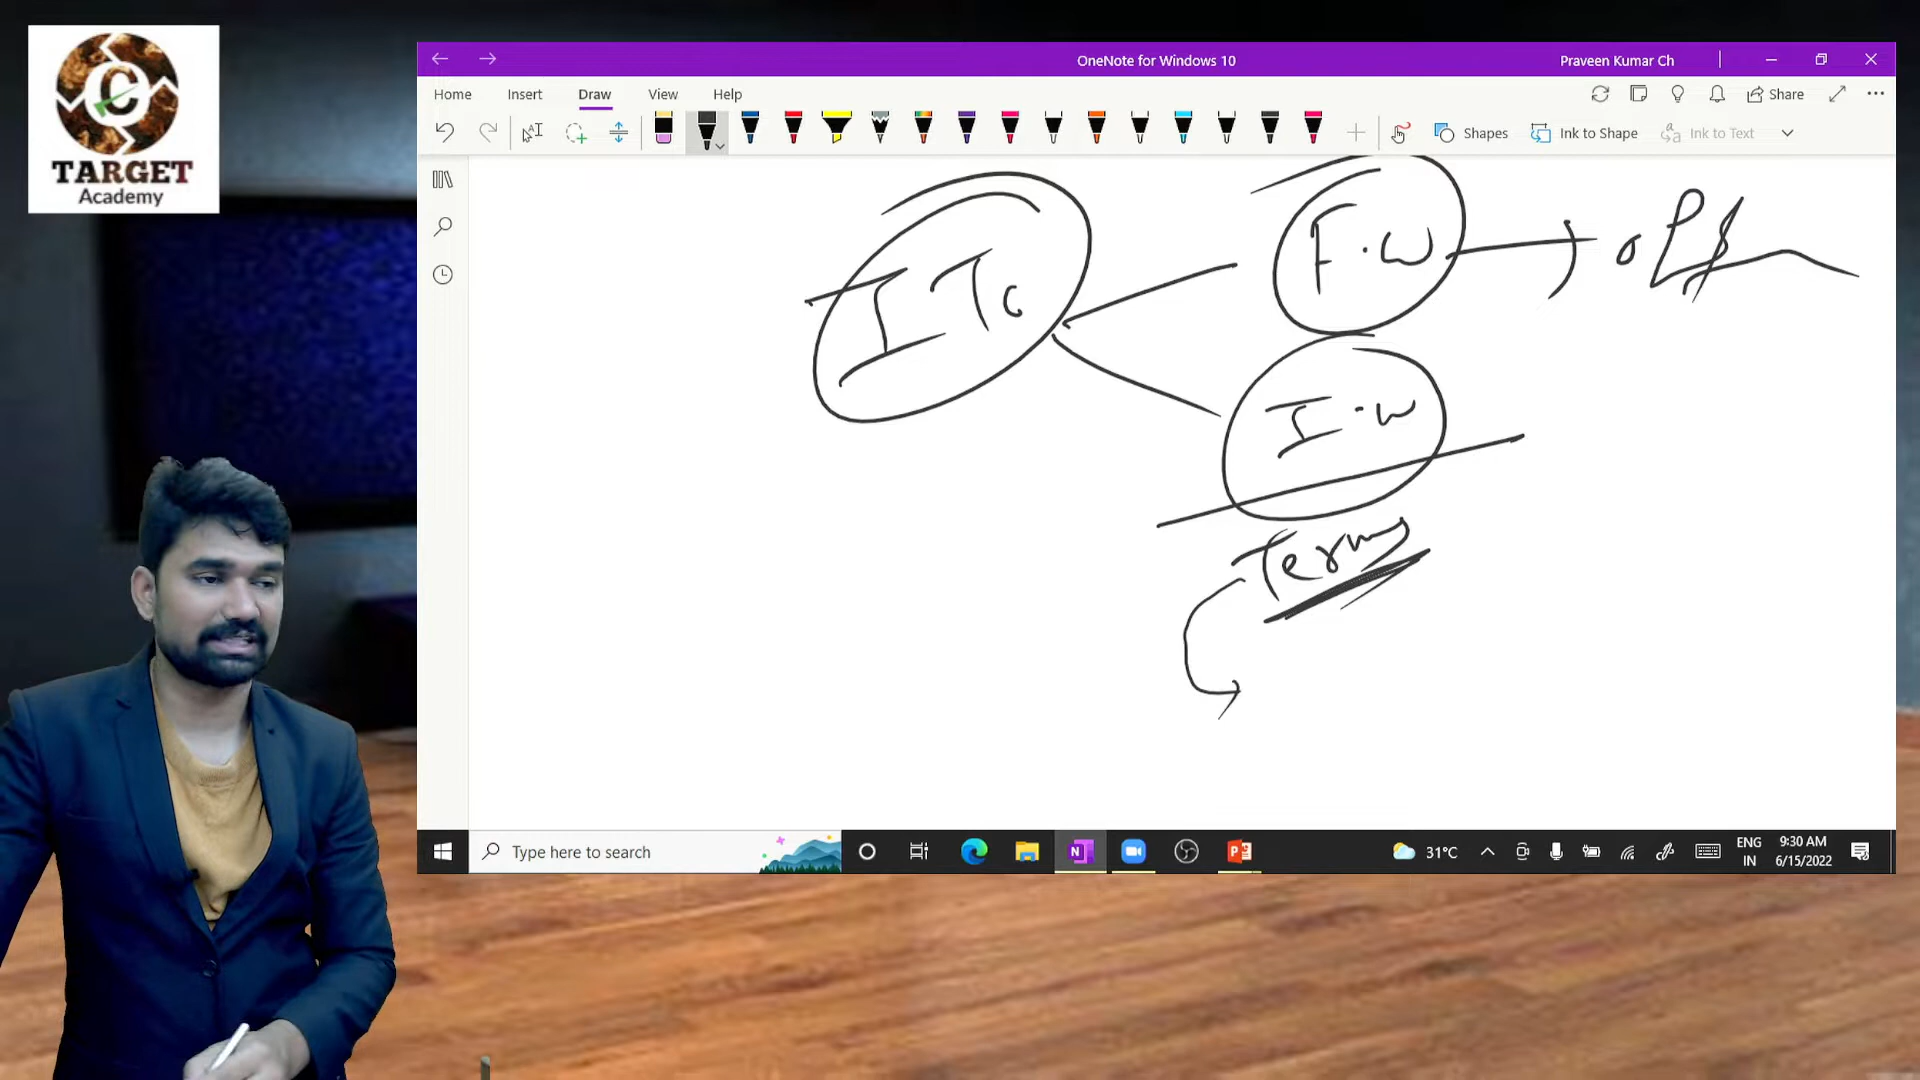 C
TARGET
Academy
OneNote for Windows 10
Praveen Kumar Ch
Home Insert Draw View Help
Share
Shapes Ink to Shape Ink to Text
F.W
ITC
I.W
Terms
Type here to search
31°C
ENG
IN
9:30 AM
6/15/2022